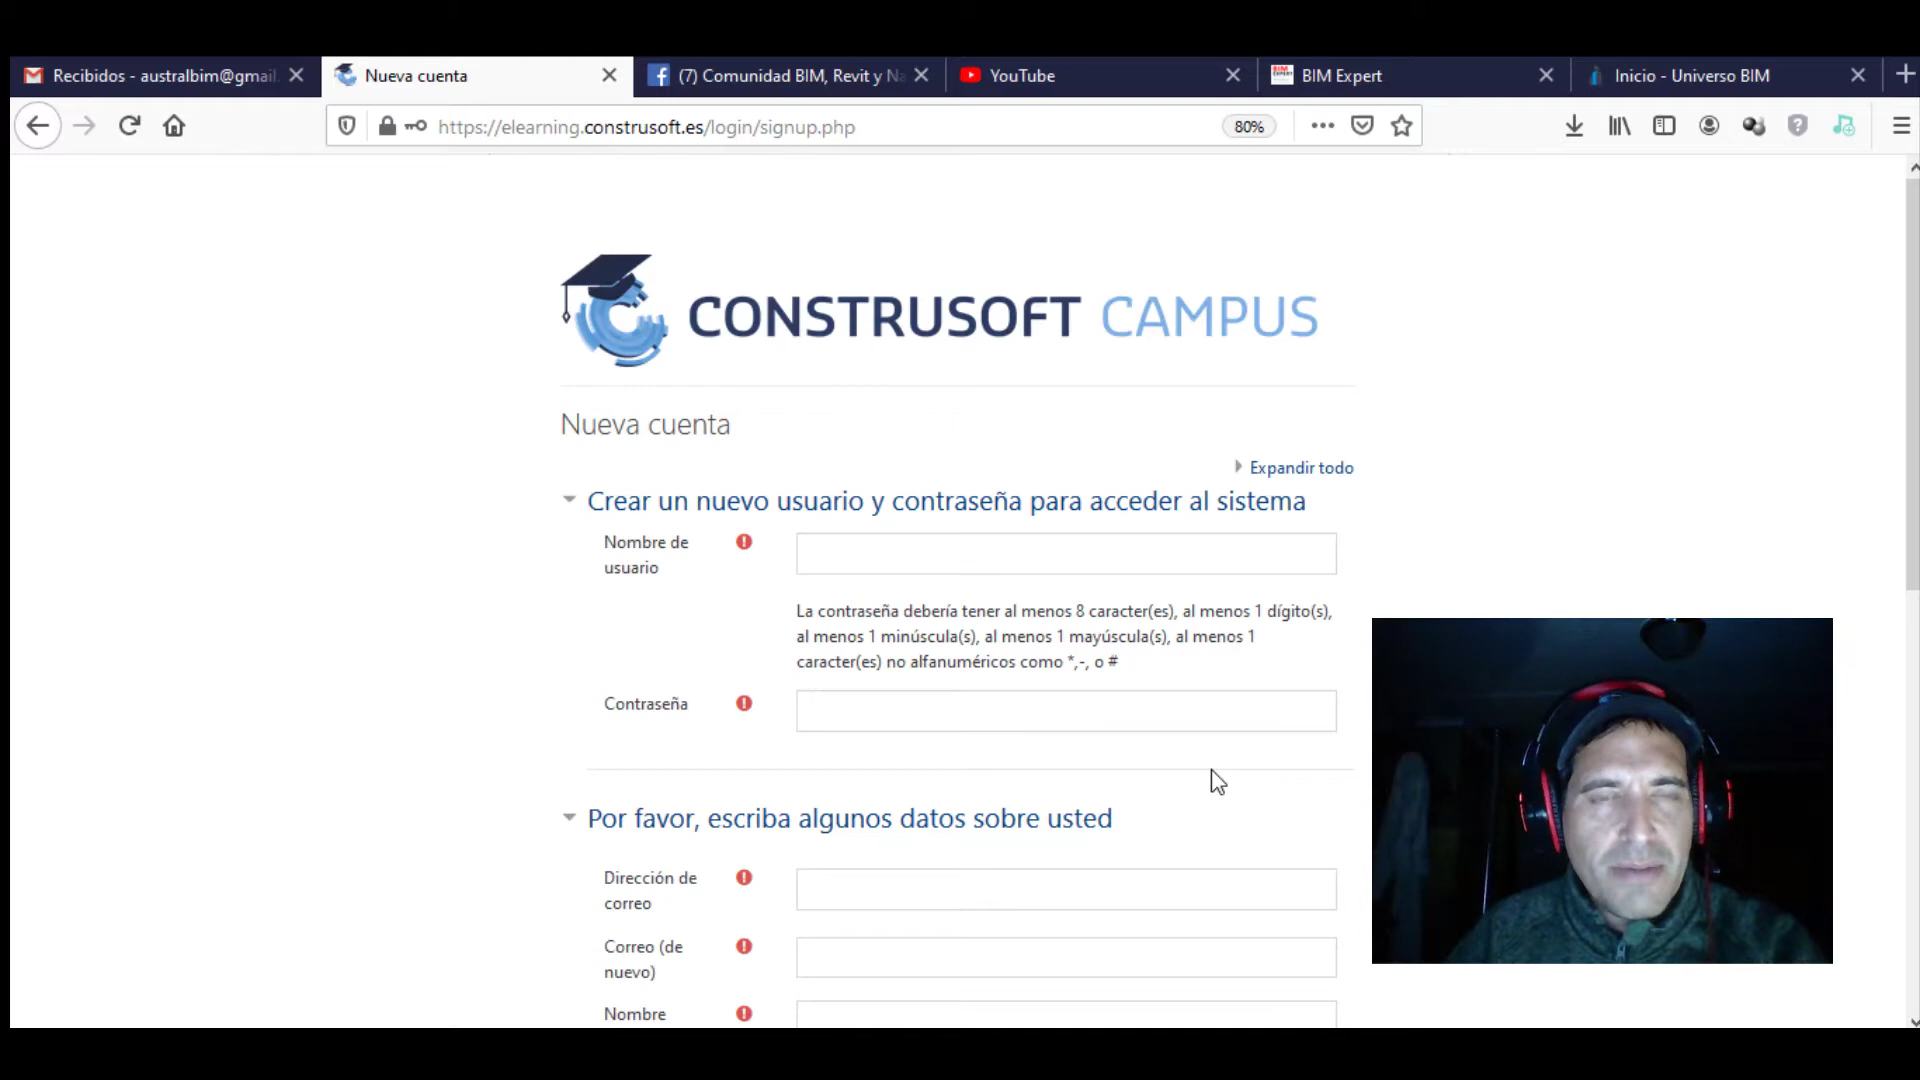 Recibidos - australbim@gmail.
Nueva cuenta
(7) Comunidad BIM, Revit y Na
YouTube
BIM Expert
Inicio - Universo BIM
https://elearning.construsoft.es/login/signup.php
80%
CONSTRUSOFT CAMPUS
Nueva cuenta
Expandir todo
Crear un nuevo usuario y contraseña para acceder al sistema
Nombre de
usuario
La contraseña debería tener al menos 8 caracter(es), al menos 1 dígito(s),
al menos 1 minúscula(s), al menos 1 mayúscula(s), al menos 1
caracter(es) no alfanuméricos como *,-, o #
Contraseña
Por favor, escriba algunos datos sobre usted
Dirección de
correo
Correo (de
nuevo)
Nombre